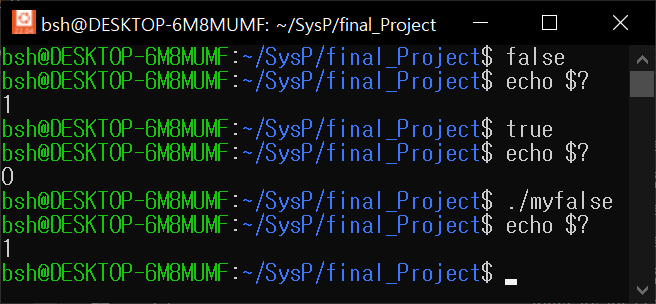 bsh@DESKTOP-6M8MUMF: ~/SysP/final_Project
bsh@DESKTOP-6M8MUMF:~/SysP/final_Project$ false
bsh@DESKTOP-6M8MUMF:~/SysP/final_Project$ echo $?
1
bsh@DESKTOP-6M8MUMF:~/SysP/final_Project$ true
bsh@DESKTOP-6M8MUMF:~/SysP/final_Project$ echo $?
0
bsh@DESKTOP-6M8MUMF:~/SysP/final_Project$ ./myfalse
bsh@DESKTOP-6M8MUMF:~/SysP/final_Project$ echo $?
1
bsh@DESKTOP-6M8MUMF:~/SysP/final_Project$